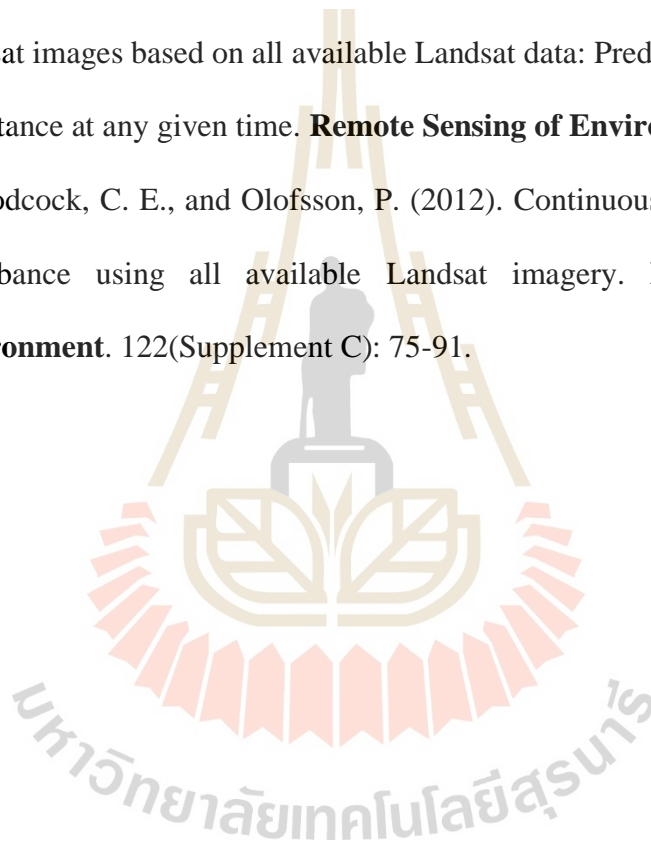 at images based on all available Landsat data: Pred
tance at any given time. Remote Sensing of Enviro
odcock, C. E., and Olofsson, P. (2012). Continuous
bance using all available Landsat imagery.
ronment. 122(Supplement C): 75-91.
มหาวิทยาลัยเทคโนโลยีสุรนารี